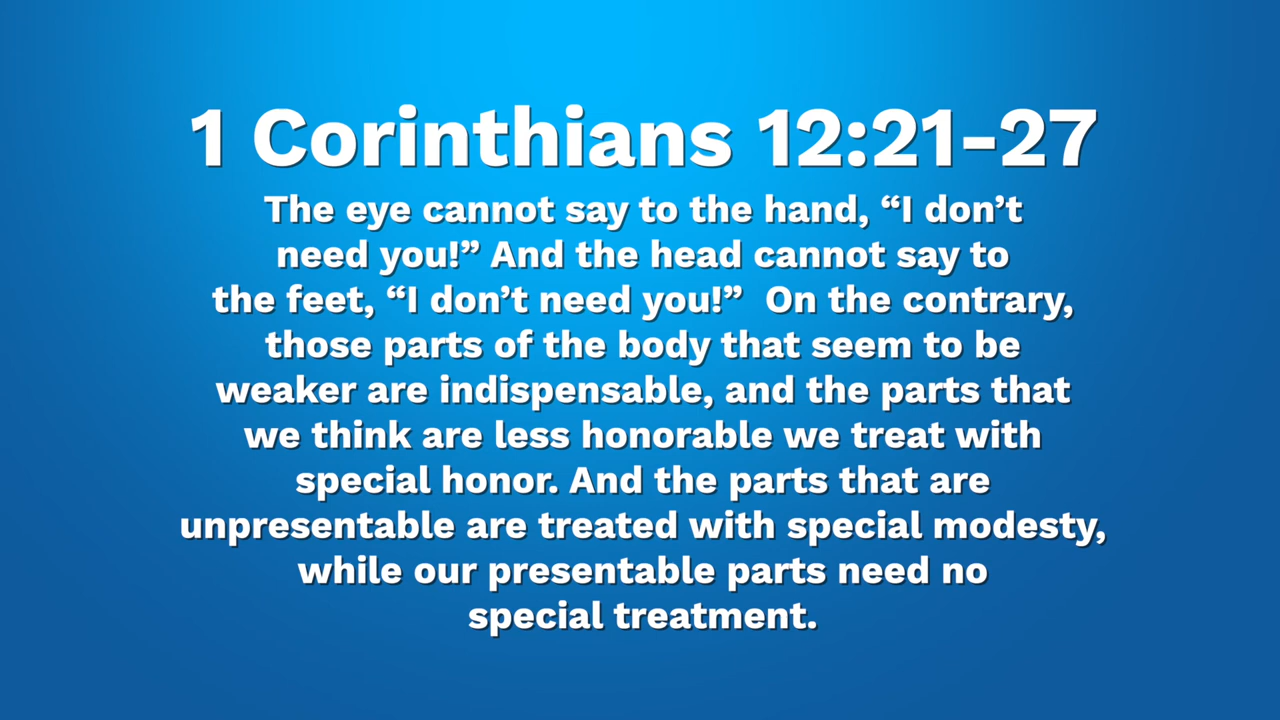 1 Corinthians 12:21-27
The eye cannot say to the hand, “I don’t
need you!” And the head cannot say to
the feet, “I don’t need you!”  On the contrary,
those parts of the body that seem to be
weaker are indispensable, and the parts that
we think are less honorable we treat with
special honor. And the parts that are
unpresentable are treated with special modesty,
while our presentable parts need no
special treatment.